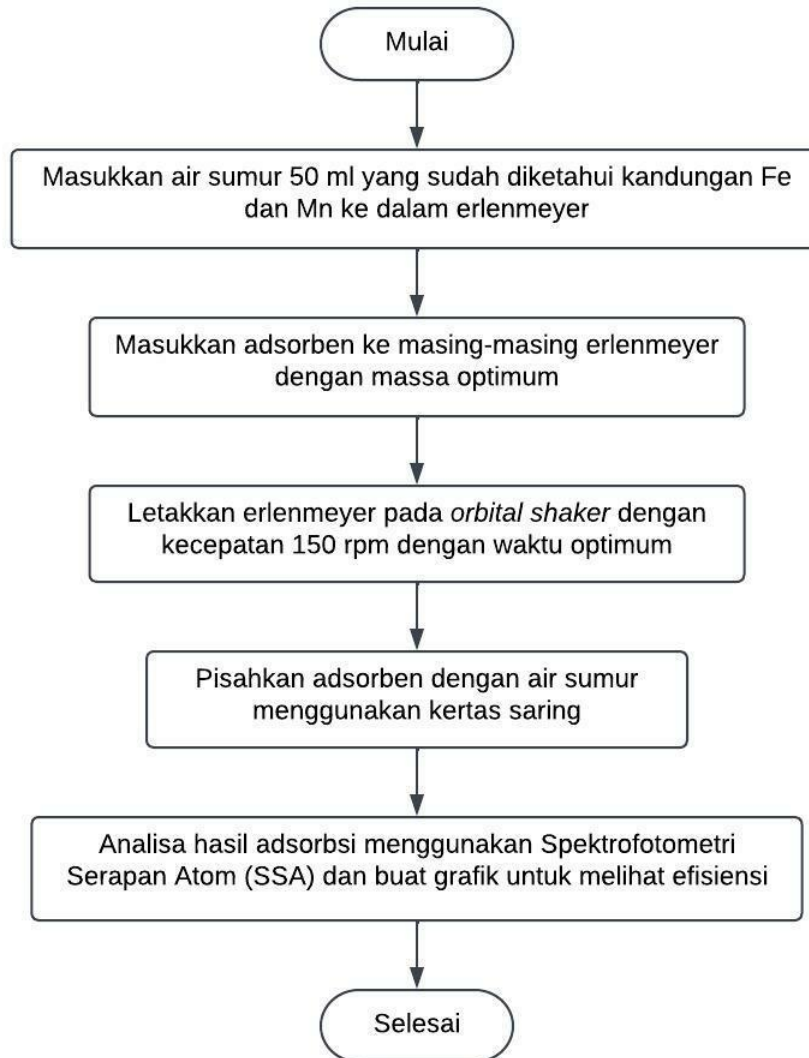 Mulai
Masukkan air sumur 50 ml yang sudah diketahui kandungan Fe
dan Mn ke dalam erlenmeyer
Masukkan adsorben ke masing-masing erlenmeyer
dengan massa optimum
Letakkan erlenmeyer pada orbital shaker dengan
kecepatan 150 rpm dengan waktu optimum
Pisahkan adsorben dengan air sumur
menggunakan kertas saring
Analisa hasil adsorbsi menggunakan Spektrofotometri
Serapan Atom (SSA) dan buat grafik untuk melihat efisiensi
Selesai